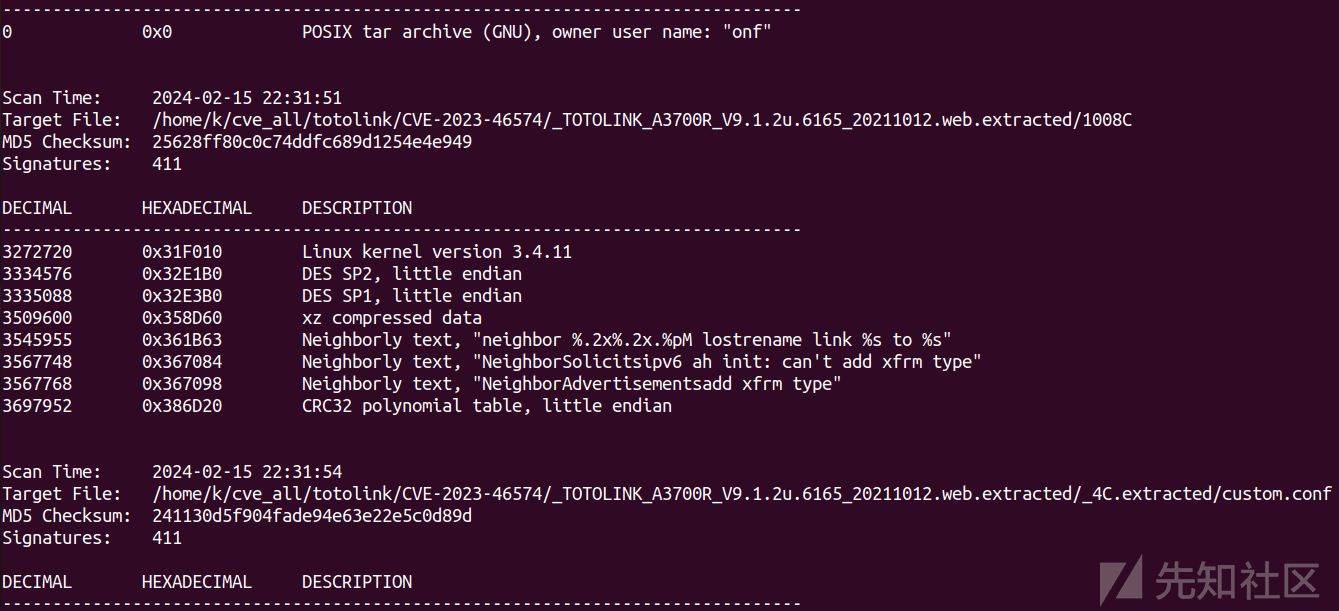 --------------------------------------------------------------------------------
0             0x0             POSIX tar archive (GNU), owner user name: "onf"
Scan Time:     2024-02-15 22:31:51
Target File:   /home/k/cve_all/totolink/CVE-2023-46574/_TOTOLINK_A3700R_V9.1.2u.6165_20211012.web.extracted/1008C
MD5 Checksum:  25628ff80c0c74ddfc689d1254e4e949
Signatures:    411
DECIMAL       HEXADECIMAL     DESCRIPTION
--------------------------------------------------------------------------------
3272720       0x31F010        Linux kernel version 3.4.11
3334576       0x32E1B0        DES SP2, little endian
3335088       0x32E3B0        DES SP1, little endian
3509600       0x358D60        xz compressed data
3545955       0x361B63        Neighborly text, "neighbor %.2x%.2x.%pM lostrename link %s to %s"
3567748       0x367084        Neighborly text, "NeighborSolicitsipv6 ah init: can't add xfrm type"
3567768       0x367098        Neighborly text, "NeighborAdvertisementsadd xfrm type"
3697952       0x386D20        CRC32 polynomial table, little endian
Scan Time:     2024-02-15 22:31:54
Target File:   /home/k/cve_all/totolink/CVE-2023-46574/_TOTOLINK_A3700R_V9.1.2u.6165_20211012.web.extracted/_4C.extracted/custom.conf
MD5 Checksum:  241130d5f904fade94e63e22e5c0d89d
Signatures:    411
DECIMAL       HEXADECIMAL     DESCRIPTION
--------------------------------------------------------------------------------
先知社区